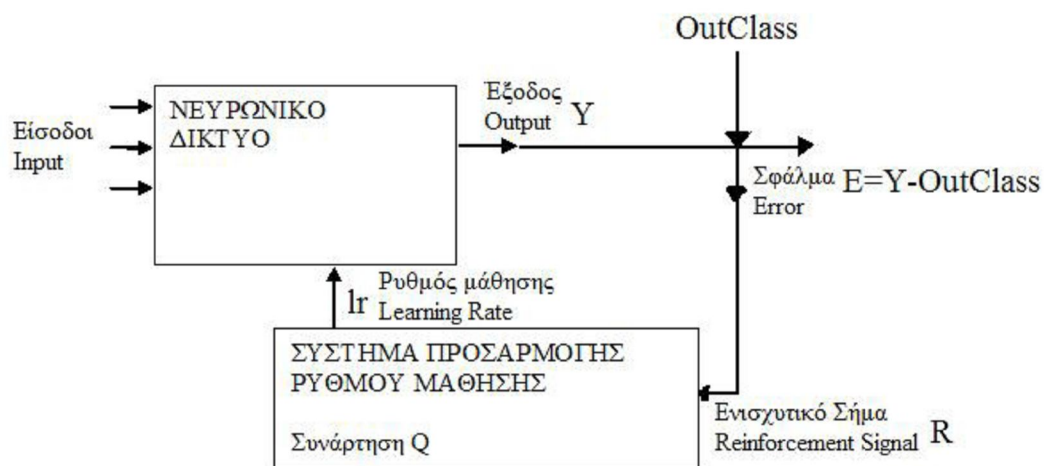 OutClass
Είσοδοι
Input
ΝΕΥΡΩΝΙΚΟ
ΔΙΚΤΥΟ
Έξοδος
Output Y
Σφάλμα E=Y-OutClass
Error
lr Ρυθμός μάθησης
Learning Rate
ΣΥΣΤΗΜΑ ΠΡΟΣΑΡΜΟΓΗΣ
ΡΥΘΜΟΥ ΜΑΘΗΣΗΣ
Συνάρτηση Q
Ενισχυτικό Σήμα
Reinforcement Signal R